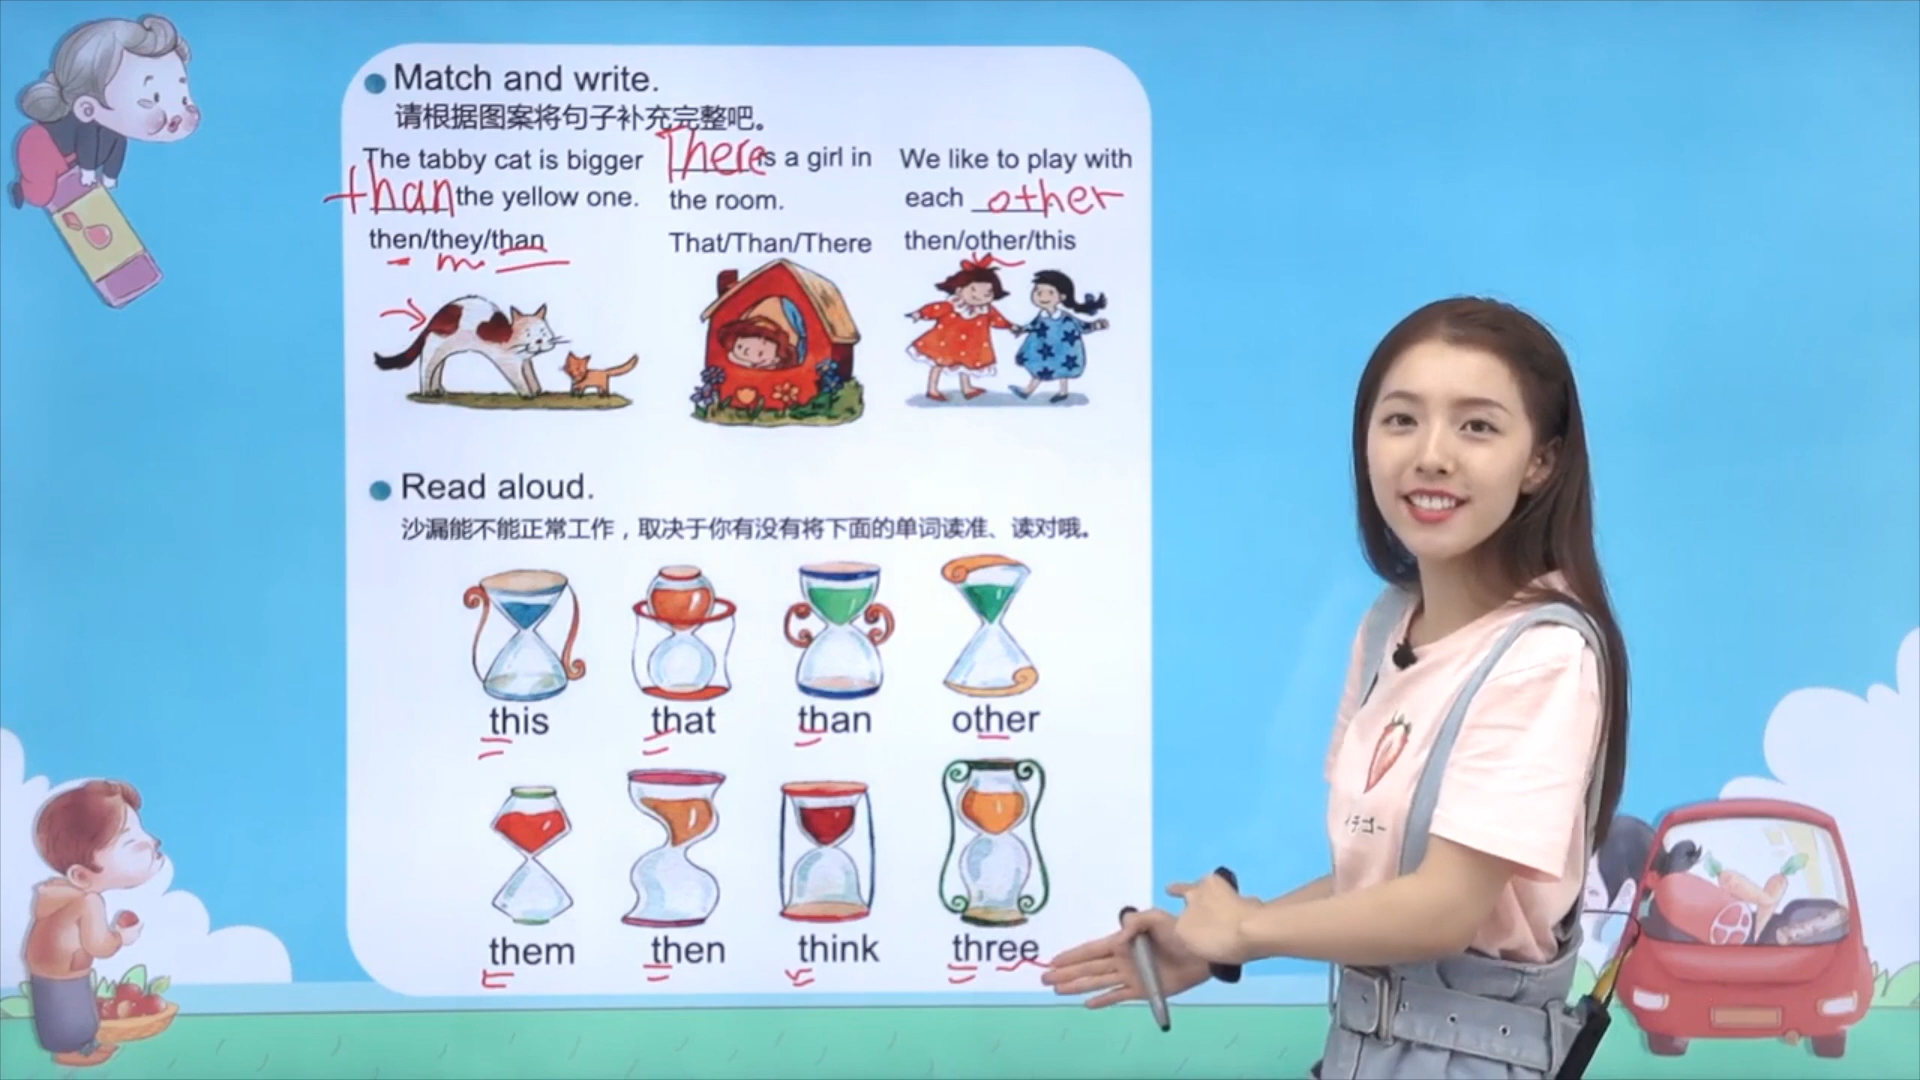 Match and write.
请根据图案将句子补充完整吧。
The tabby cat is bigger
than the yellow one.
then/they/than
There is a girl in
the room.
That/Than/There
We like to play with
each other
then/other/this
Read aloud.
沙漏能不能正常工作，取决于你有没有将下面的单词读准、读对哦。
this that than other
them then think three
イチゴー